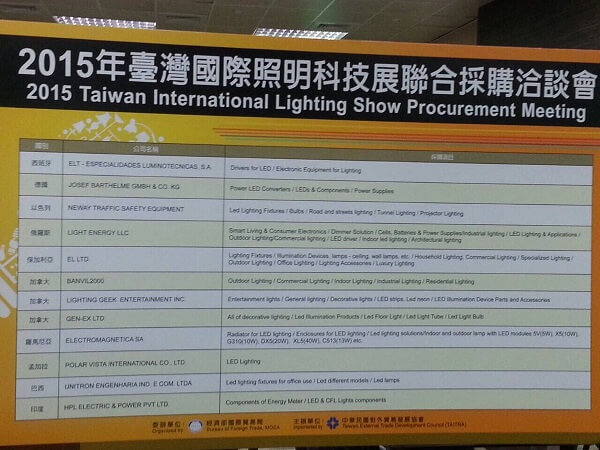 2015年臺灣國際照明科技展聯合採購洽談會
2015 Taiwan International Lighting Show Procurement Meeting
國別 公司名稱 採購項目
西班牙 ELT - ESPECIALIDADES LUMINOTECNICAS, S.A. Drivers for LED / Electronic Equipment for Lighting
德國 JOSEF BARTHELME GMBH & CO. KG Power LED Converters / LEDs & Components / Power Supplies
以色列 NEWAY TRAFFIC SAFETY EQUIPMENT Led Lighting Fixtures / Bulbs / Road and streets lighting / Tunnel Lighting / Projector Lighting
俄羅斯 LIGHT ENERGY LLC Smart Living & Consumer Electronics / Dimmer Solution / Cells, Batteries & Power Supplies/Industrial lighting / LED Lighting & Applications /
Outdoor Lighting/Commercial lighting / LED driver / Indoor led lighting / Architectural lighting
保加利亞 EL LTD. Lighting Fixtures / Illumination Devices, lamps - ceiling, wall lamps, etc. / Household Lighting, Commercial Lighting / Specialized Lighting /
Outdoor Lighting / Office Lighting / Lighting Accessories / Luxury Lighting
加拿大 BANVIL2000 Outdoor Lighting / Commercial Lighting / Indoor Lighting / industrial Lighting / Residential Lighting
加拿大 LIGHTING GEEK ENTERTAINMENT INC. Entertainment lights / General lighting / Decorative lights / LED strips, Led neon / LED Illumination Device Parts and Accessories
加拿大 GEN-EX LTD All of decorative lighting / Led Illumination Products / Led Floor Light / Led Light Tube / Led Light Bulb
羅馬尼亞 ELECTROMAGNETICA SA Radiator for LED lighting / Enclosures for LED lighting / Led lighting solutions/Indoor and outdoor lamp with LED modules 5V(5W), X5(10W),
G310(10W), DX5(20W), XL5(40W), C513(13W) etc.
孟加拉 POLAR VISTA INTERNATIONAL CO., LTD. LED Lighting
巴西 UNITRON ENGENHARIA IND. E COM. LTDA Led lighting fixtures for office use / Led different models / Led lamps
印度 HPL ELECTRIC & POWER PVT LTD. Components of Energy Meter / LED & CFL Lights components
委辦單位: 經濟部國際貿易局 主辦單位: 中華民國對外貿易發展協會
Organized by Bureau of Foreign Trade, MOEA Implemented by Taiwan External Trade Development Council (TAITRA)